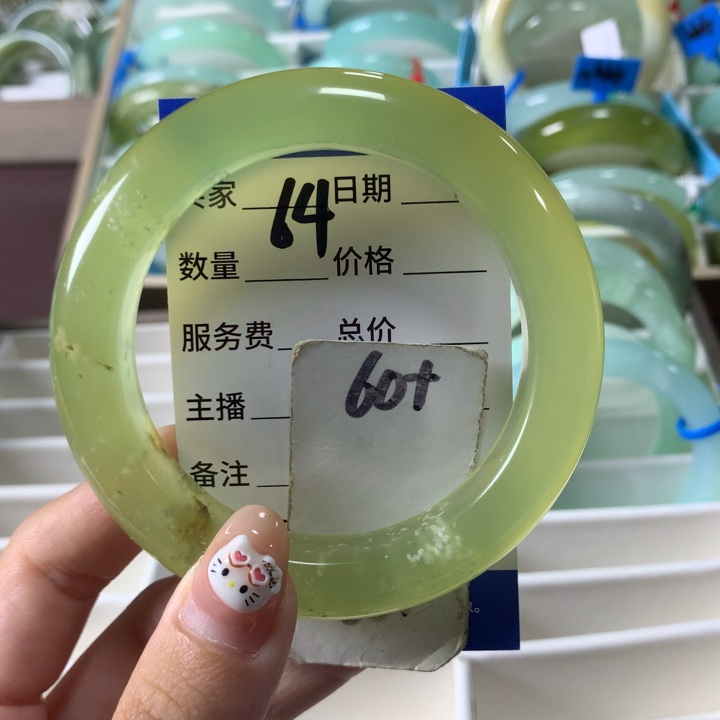 家 64 日期
数量 价格
服务费 总价
60+
主播
备注